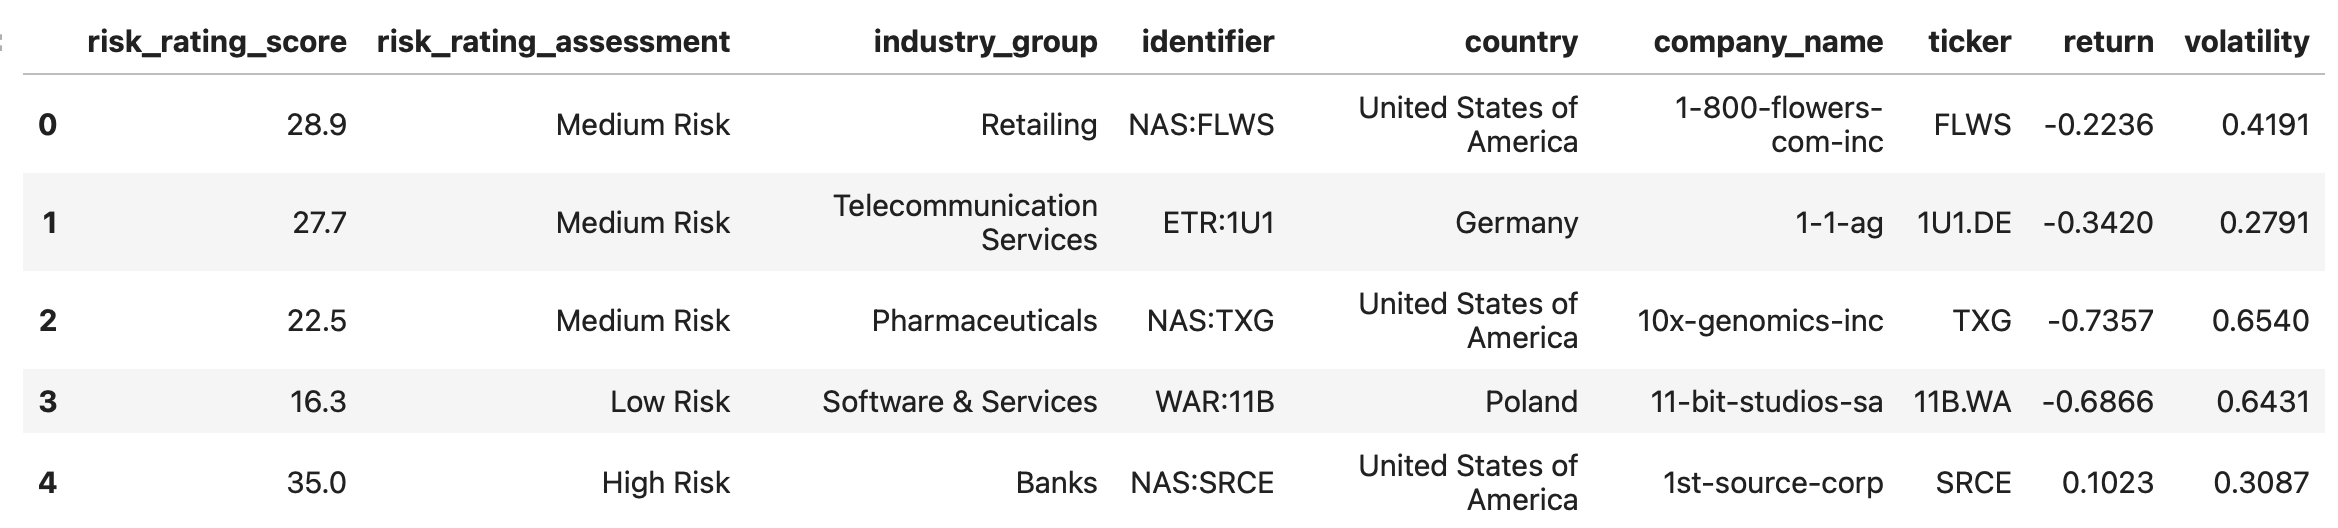 risk_rating_score risk_rating_assessment industry_group identifier country company_name ticker return volatility
0 28.9 Medium Risk Retailing NAS:FLWS United States of America 1-800-flowers-com-inc FLWS -0.2236 0.4191
1 27.7 Medium Risk Telecommunication Services ETR:1U1 Germany 1-1-ag 1U1.DE -0.3420 0.2791
2 22.5 Medium Risk Pharmaceuticals NAS:TXG United States of America 10x-genomics-inc TXG -0.7357 0.6540
3 16.3 Low Risk Software & Services WAR:11B Poland 11-bit-studios-sa 11B.WA -0.6866 0.6431
4 35.0 High Risk Banks NAS:SRCE United States of America 1st-source-corp SRCE 0.1023 0.3087